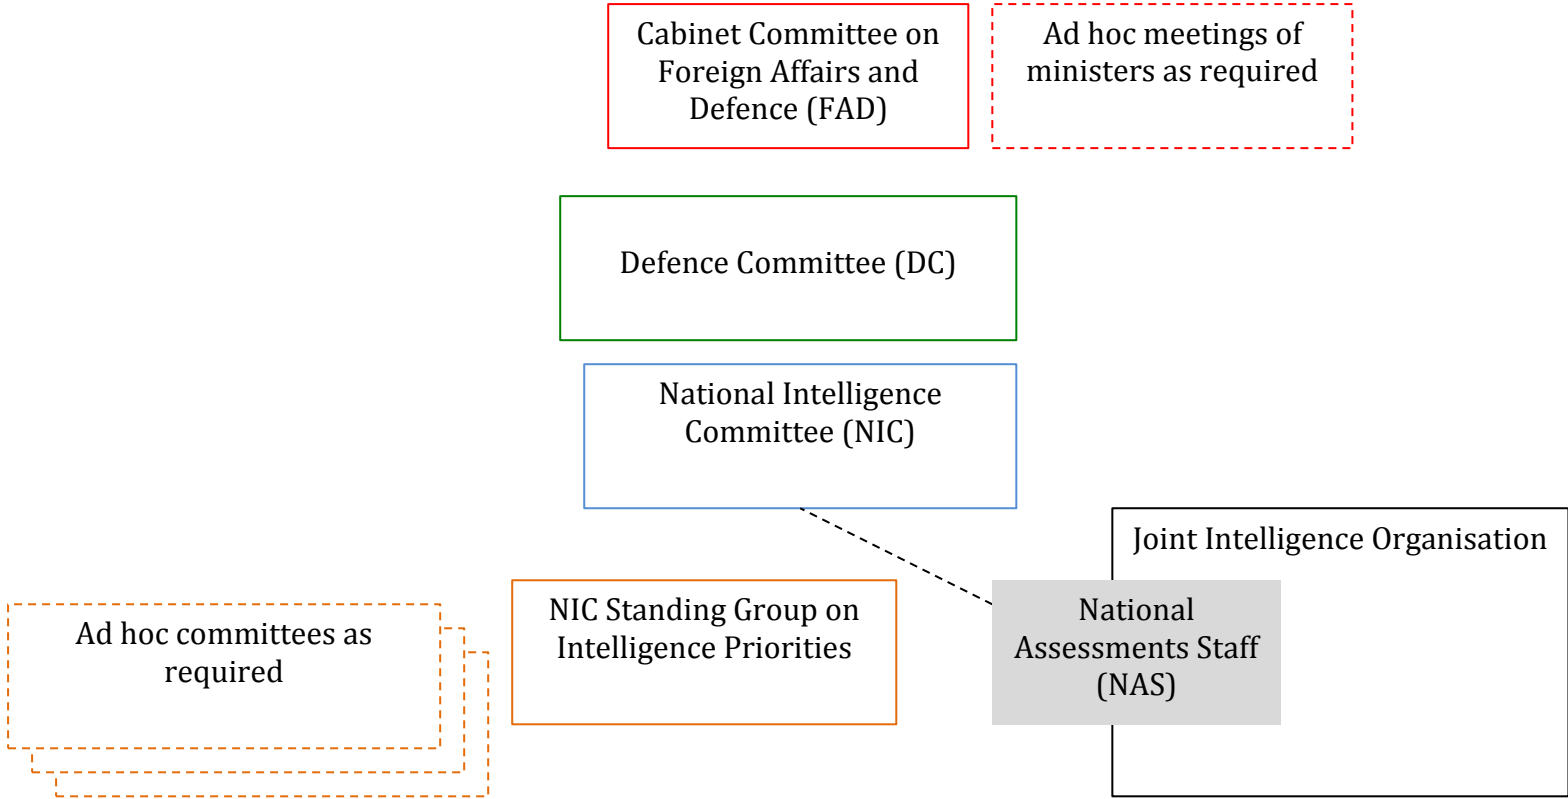 Cabinet Committee on
Foreign Affairs and
Defence (FAD)
Ad hoc meetings of
ministers as required
Defence Committee (DC)
National Intelligence
Committee (NIC)
Joint Intelligence Organisation
Ad hoc committees as
required
NIC Standing Group on
Intelligence Priorities
National
Assessments Staff
(NAS)